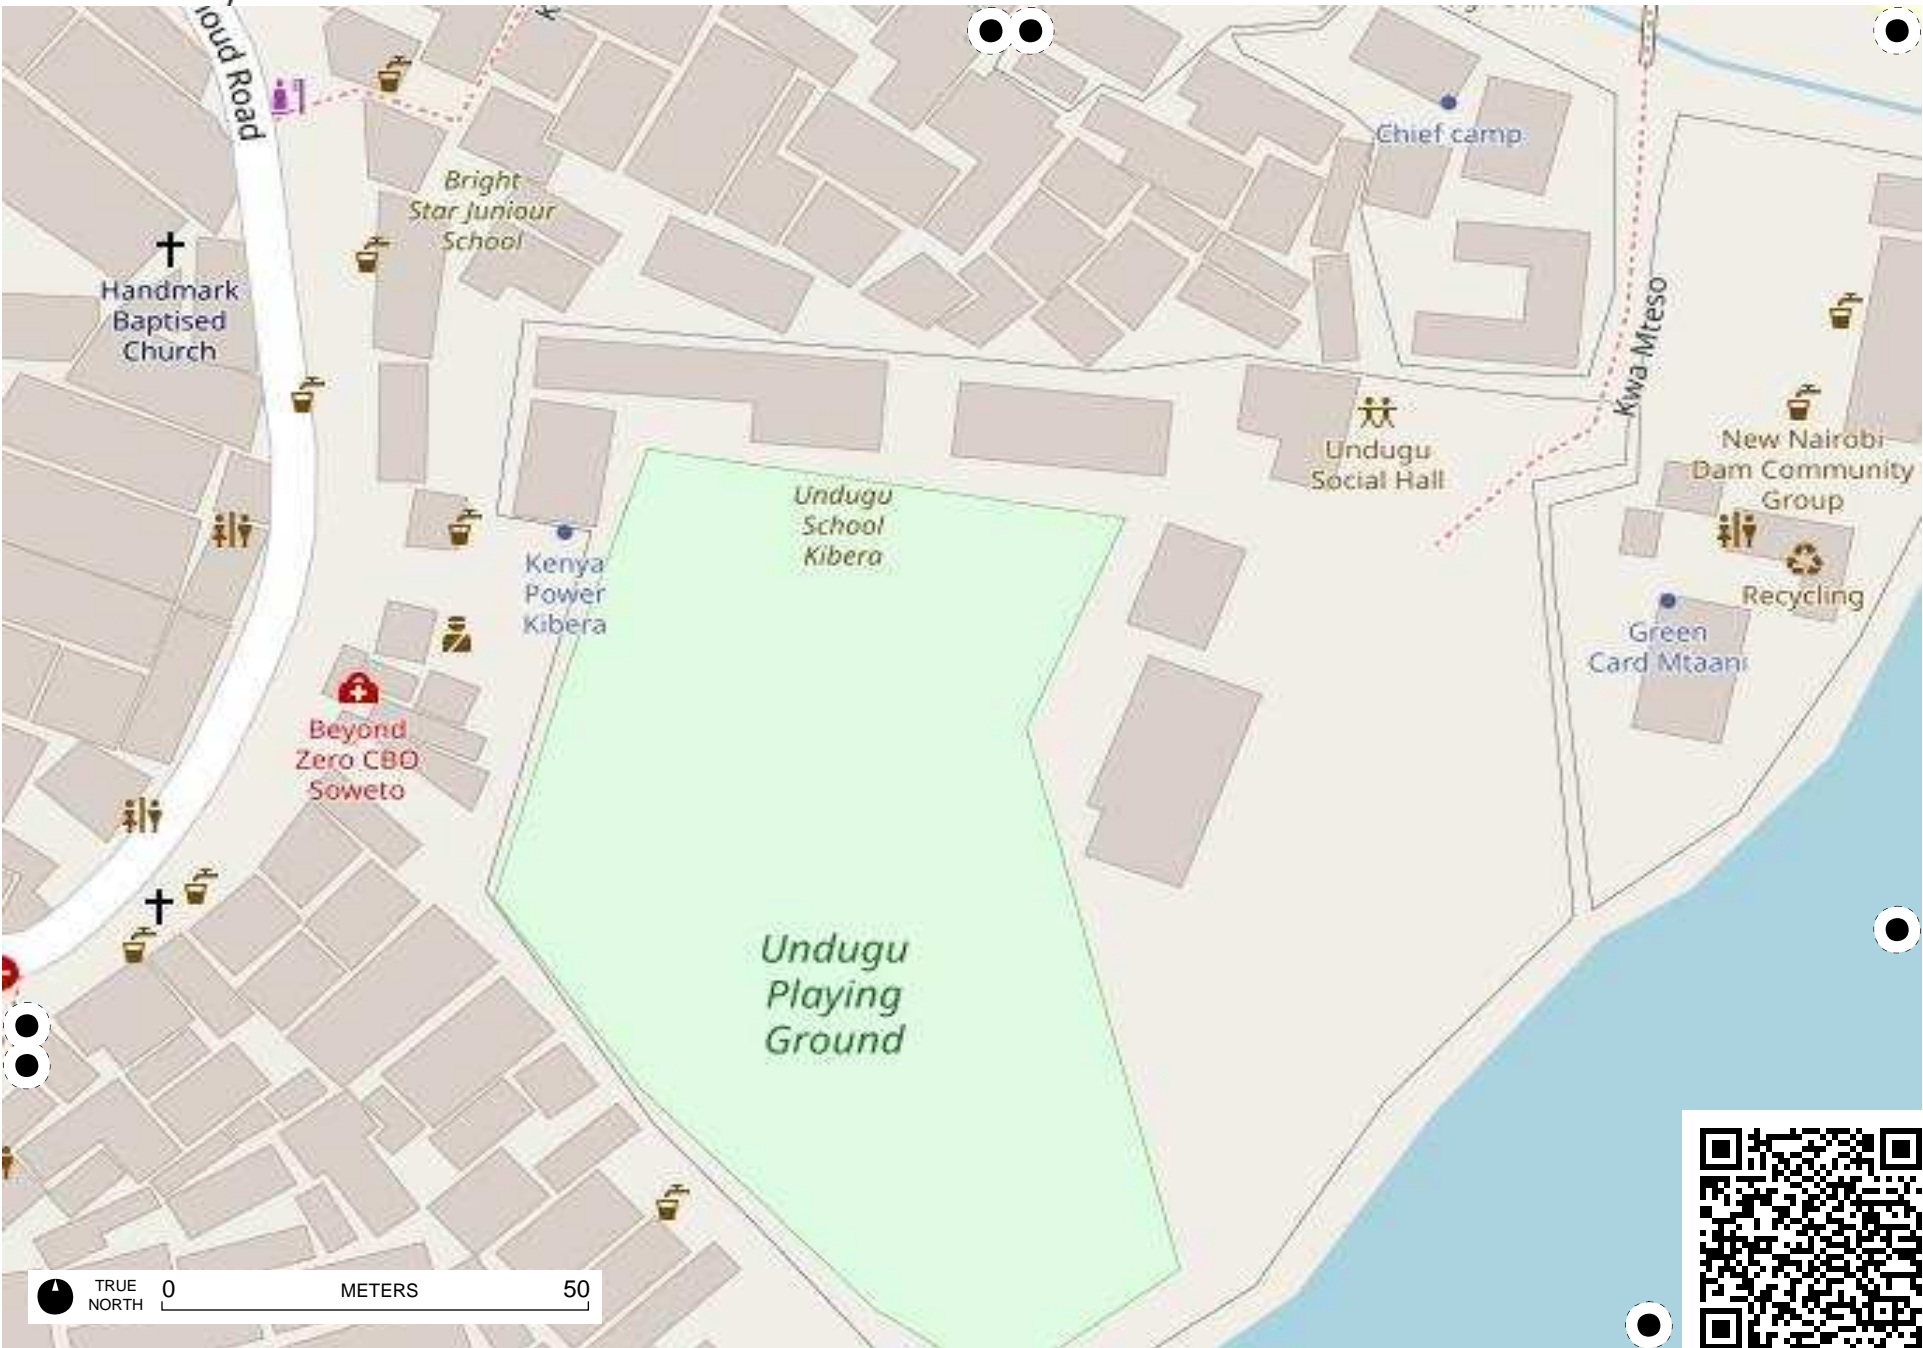 oud Road
K
Chief camp
Bright
Star Juniour
School
Handmark
Baptised
Church
Kwa Mteso
Undugu
Social Hall
New Nairobi
Dam Community
Group
Undugu
School
Kibera
Kenya
Power
Kibera
Recycling
Green
Card Mtaani
Beyond
Zero CBO
Soweto
Undugu
Playing
Ground
TRUE
NORTH
0 METERS 50